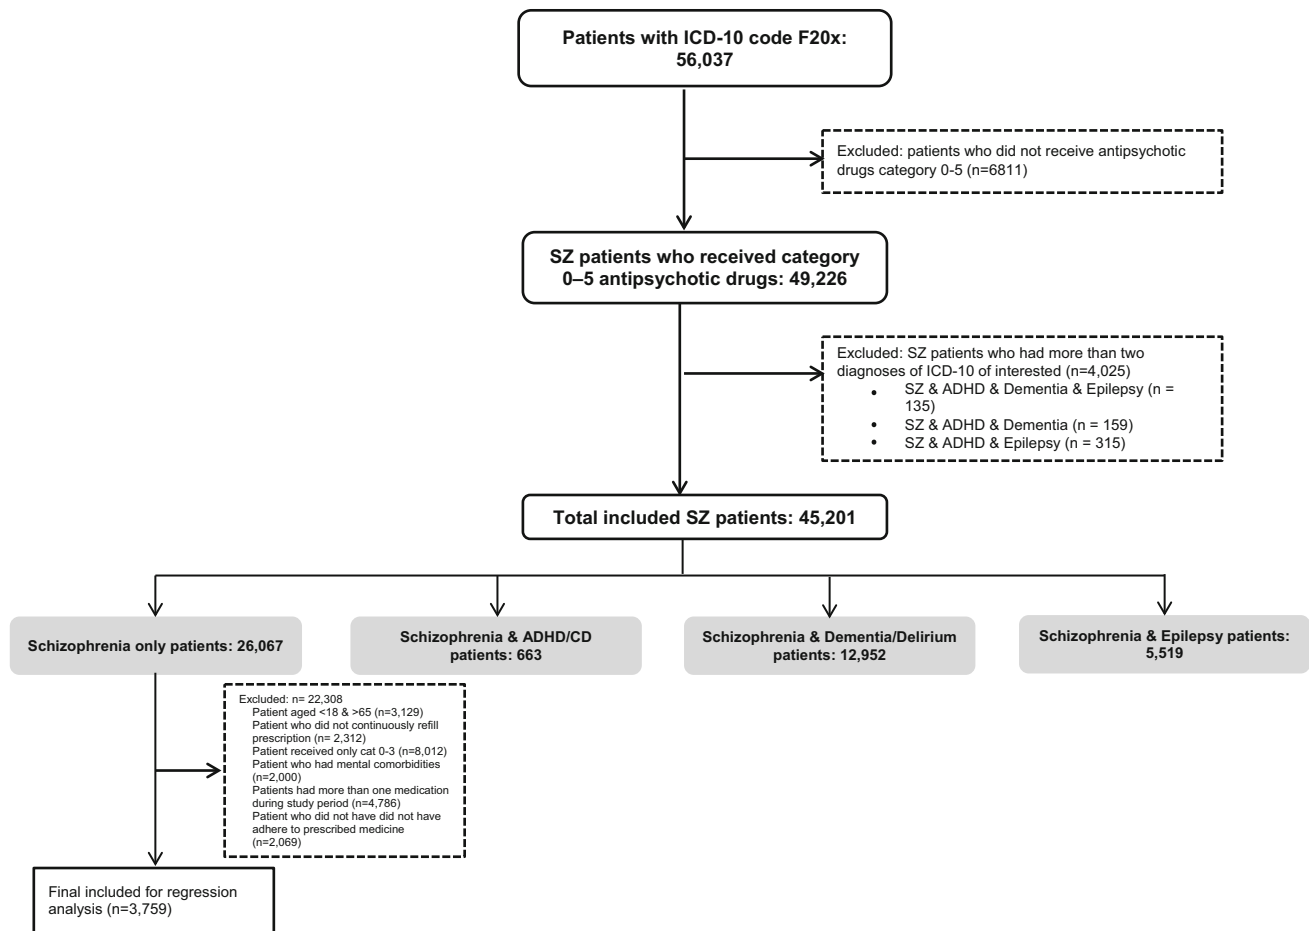 Patients with ICD-10 code F20x:
56,037
Excluded: patients who did not receive antipsychotic
drugs category 0-5 (n=6811)
SZ patients who received category
0–5 antipsychotic drugs: 49,226
Excluded: SZ patients who had more than two
diagnoses of ICD-10 of interested (n=4,025)
• SZ & ADHD & Dementia & Epilepsy (n =
135)
• SZ & ADHD & Dementia (n = 159)
• SZ & ADHD & Epilepsy (n = 315)
Total included SZ patients: 45,201
Schizophrenia only patients: 26,067
Schizophrenia & ADHD/CD
patients: 663
Schizophrenia & Dementia/Delirium
patients: 12,952
Schizophrenia & Epilepsy patients:
5,519
Excluded: n= 22,308
Patient aged <18 & >65 (n=3,129)
Patient who did not continuously refill
prescription (n= 2,312)
Patient received only cat 0-3 (n=8,012)
Patient who had mental comorbidities
(n=2,000)
Patients had more than one medication
during study period (n=4,786)
Patient who did not have did not have
adhere to prescribed medicine
(n=2,069)
Final included for regression
analysis (n=3,759)